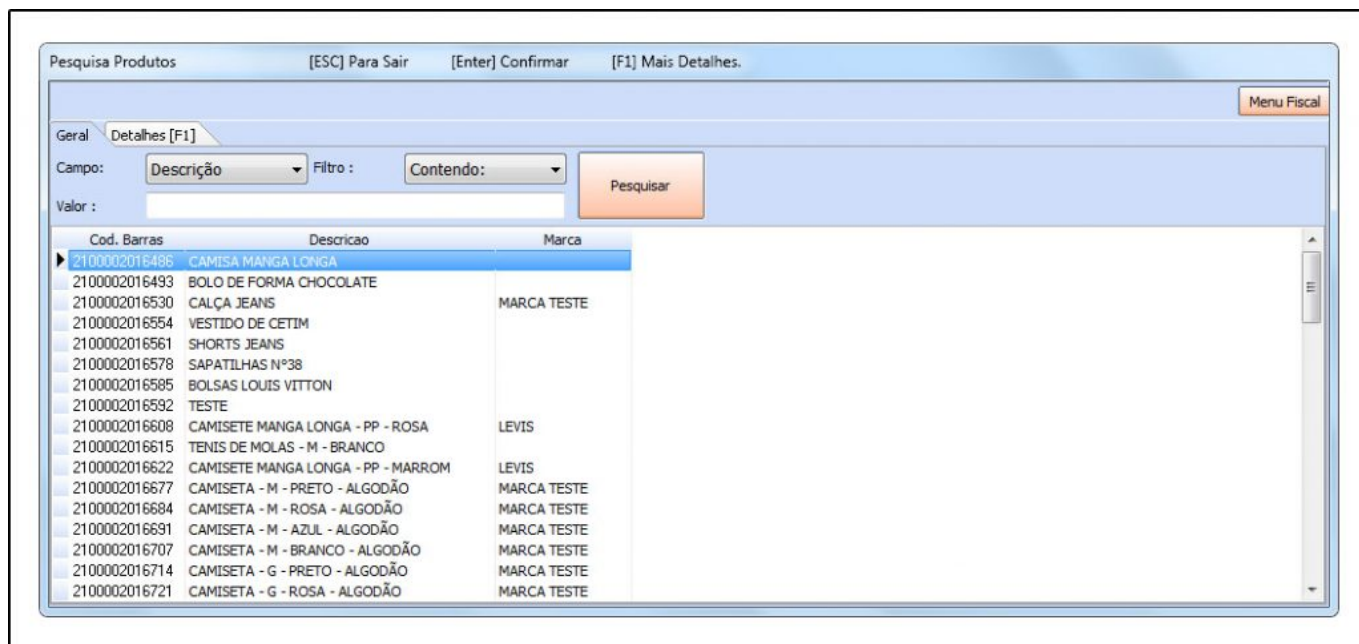 Pesquisa Produtos [ESC] Para Sair [Enter] Confirmar [F1] Mais Detalhes.
Menu Fiscal
Geral Detalhes [F1]
Campo: Descrição Filtro : Contendo:
Pesquisar
Valor :
Cod. Barras Descricao Marca
2100002016486 CAMISA MANGA LONGA
2100002016493 BOLO DE FORMA CHOCOLATE
2100002016530 CALÇA JEANS MARCA TESTE
2100002016554 VESTIDO DE CETIM
2100002016561 SHORTS JEANS
2100002016578 SAPATILHAS Nº38
2100002016585 BOLSAS LOUIS VITTON
2100002016592 TESTE
2100002016608 CAMISETE MANGA LONGA - PP - ROSA LEVIS
2100002016615 TENIS DE MOLAS - M - BRANCO
2100002016622 CAMISETE MANGA LONGA - PP - MARROM LEVIS
2100002016677 CAMISETA - M - PRETO - ALGODÃO MARCA TESTE
2100002016684 CAMISETA - M - ROSA - ALGODÃO MARCA TESTE
2100002016691 CAMISETA - M - AZUL - ALGODÃO MARCA TESTE
2100002016707 CAMISETA - M - BRANCO - ALGODÃO MARCA TESTE
2100002016714 CAMISETA - G - PRETO - ALGODÃO MARCA TESTE
2100002016721 CAMISETA - G - ROSA - ALGODÃO MARCA TESTE